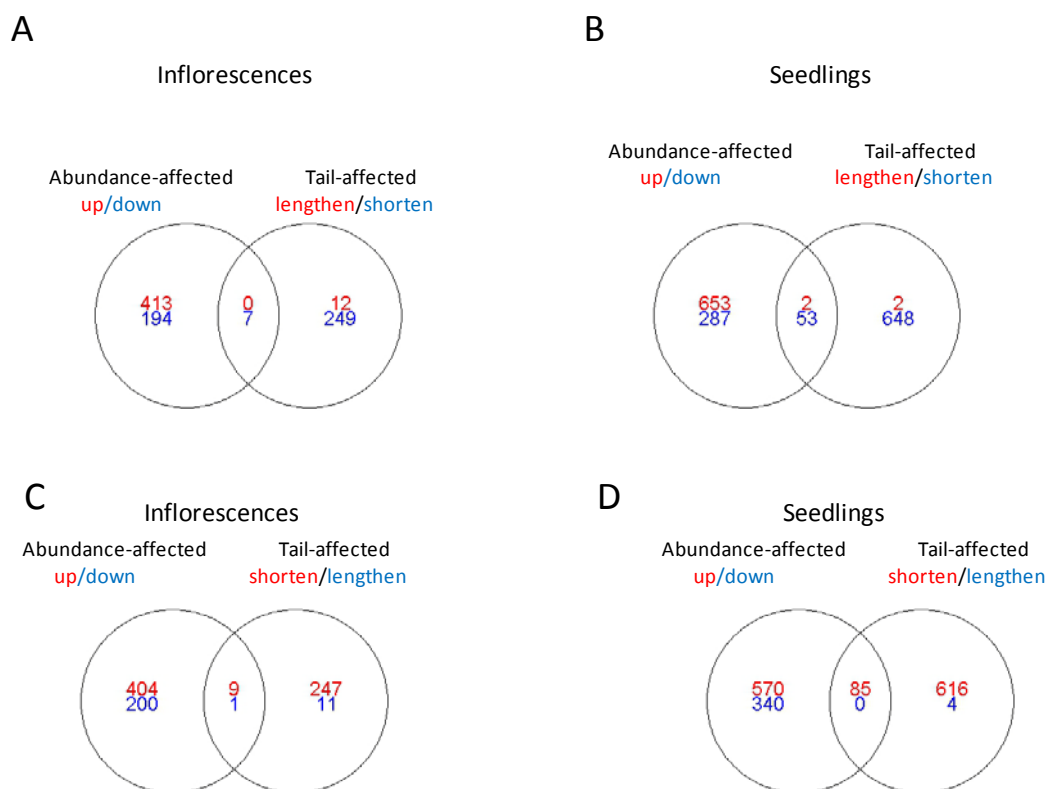 A
Inflorescences
Abundance-affected
up/down
Tail-affected
lengthen/shorten
413
194
0
7
12
249
B
Seedlings
Abundance-affected
up/down
Tail-affected
lengthen/shorten
653
287
2
53
2
648
C
Inflorescences
Abundance-affected
up/down
Tail-affected
shorten/lengthen
404
200
9
1
247
11
D
Seedlings
Abundance-affected
up/down
Tail-affected
shorten/lengthen
570
340
85
0
616
4